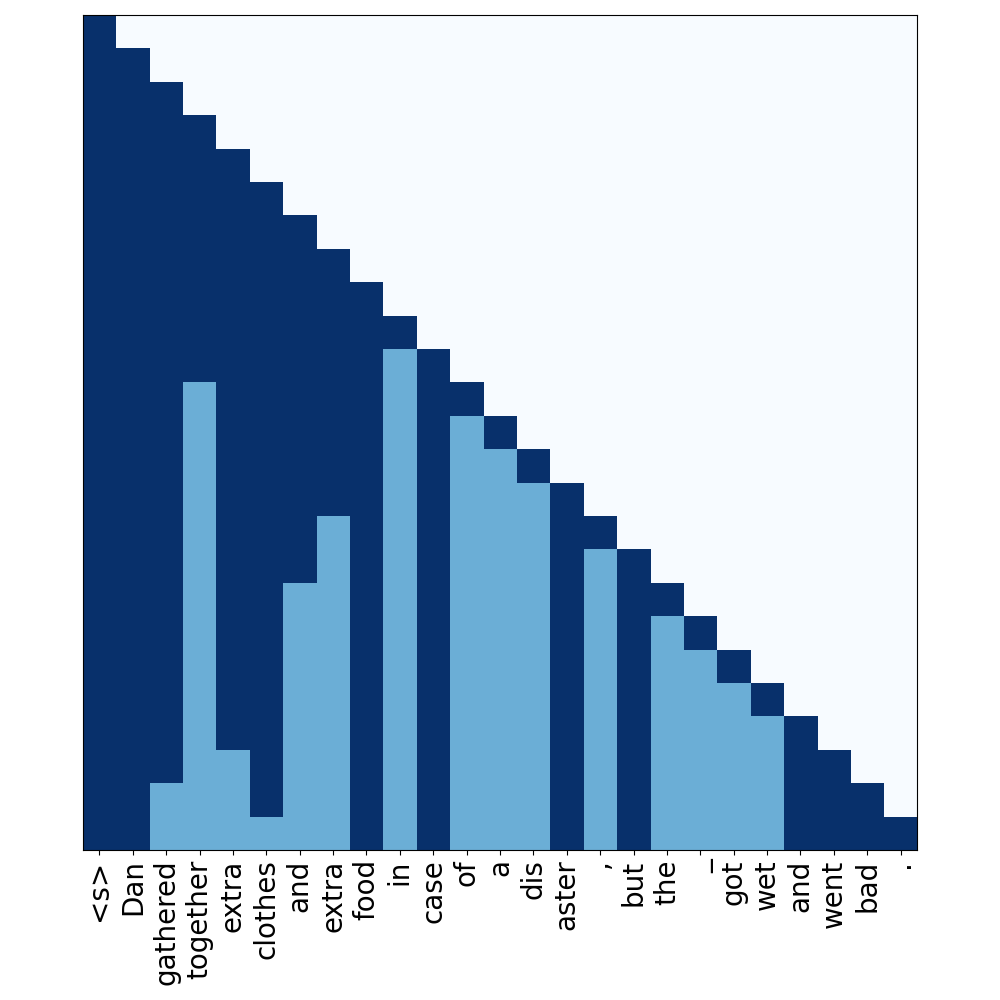 <s> Dan gathered together extra clothes and extra food in case of a dis aster , but the _ got wet and went bad .